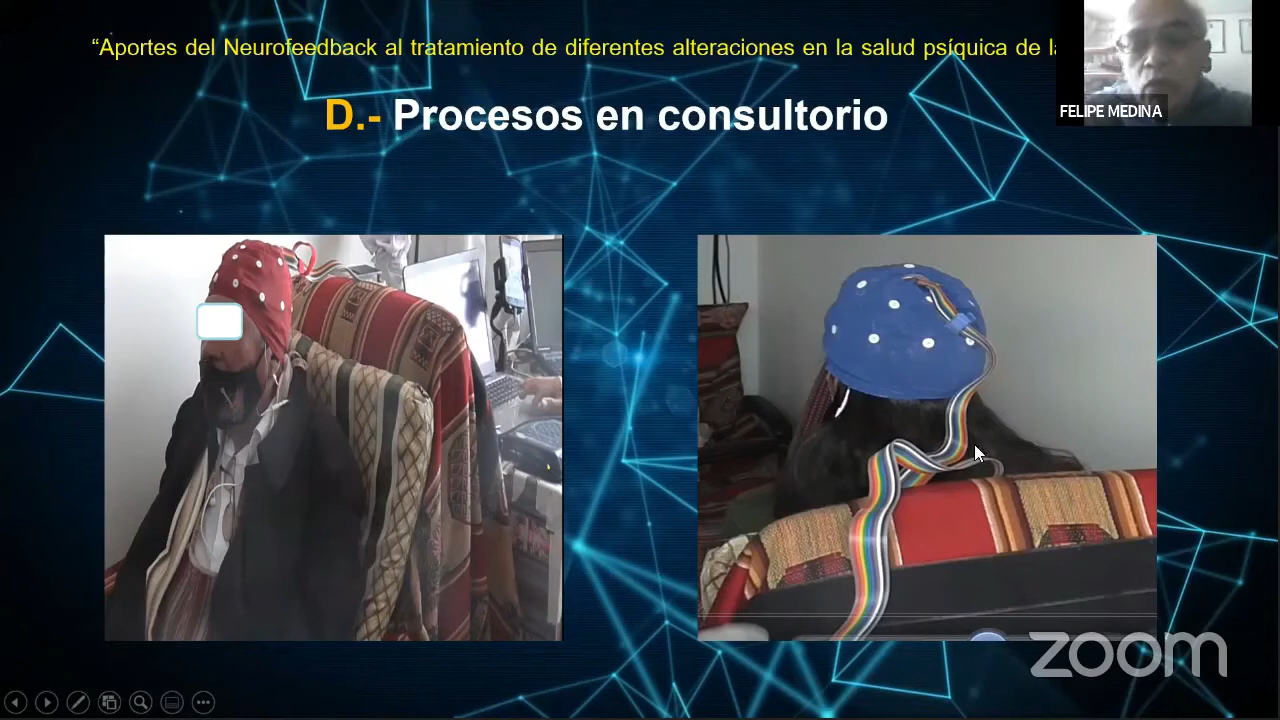 “Aportes del Neurofeedback al tratamiento de diferentes alteraciones en la salud psíquica de
D.- Procesos en consultorio
FELIPE MEDINA
zoom